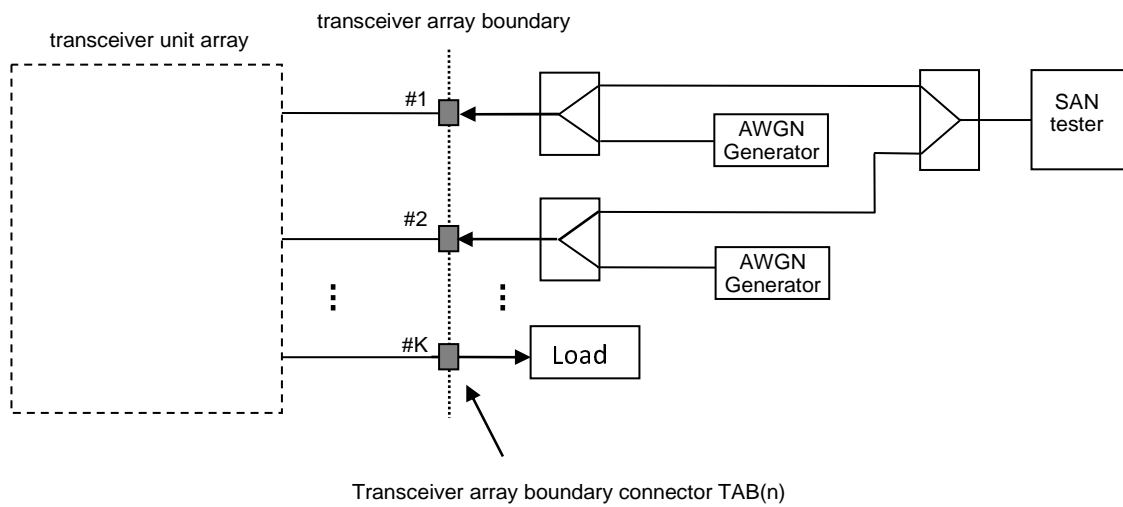 transceiver array boundary
transceiver unit array
#1
AWGN
Generator
SAN
tester
#2
AWGN
Generator
#K
Load
Transceiver array boundary connector TAB(n)